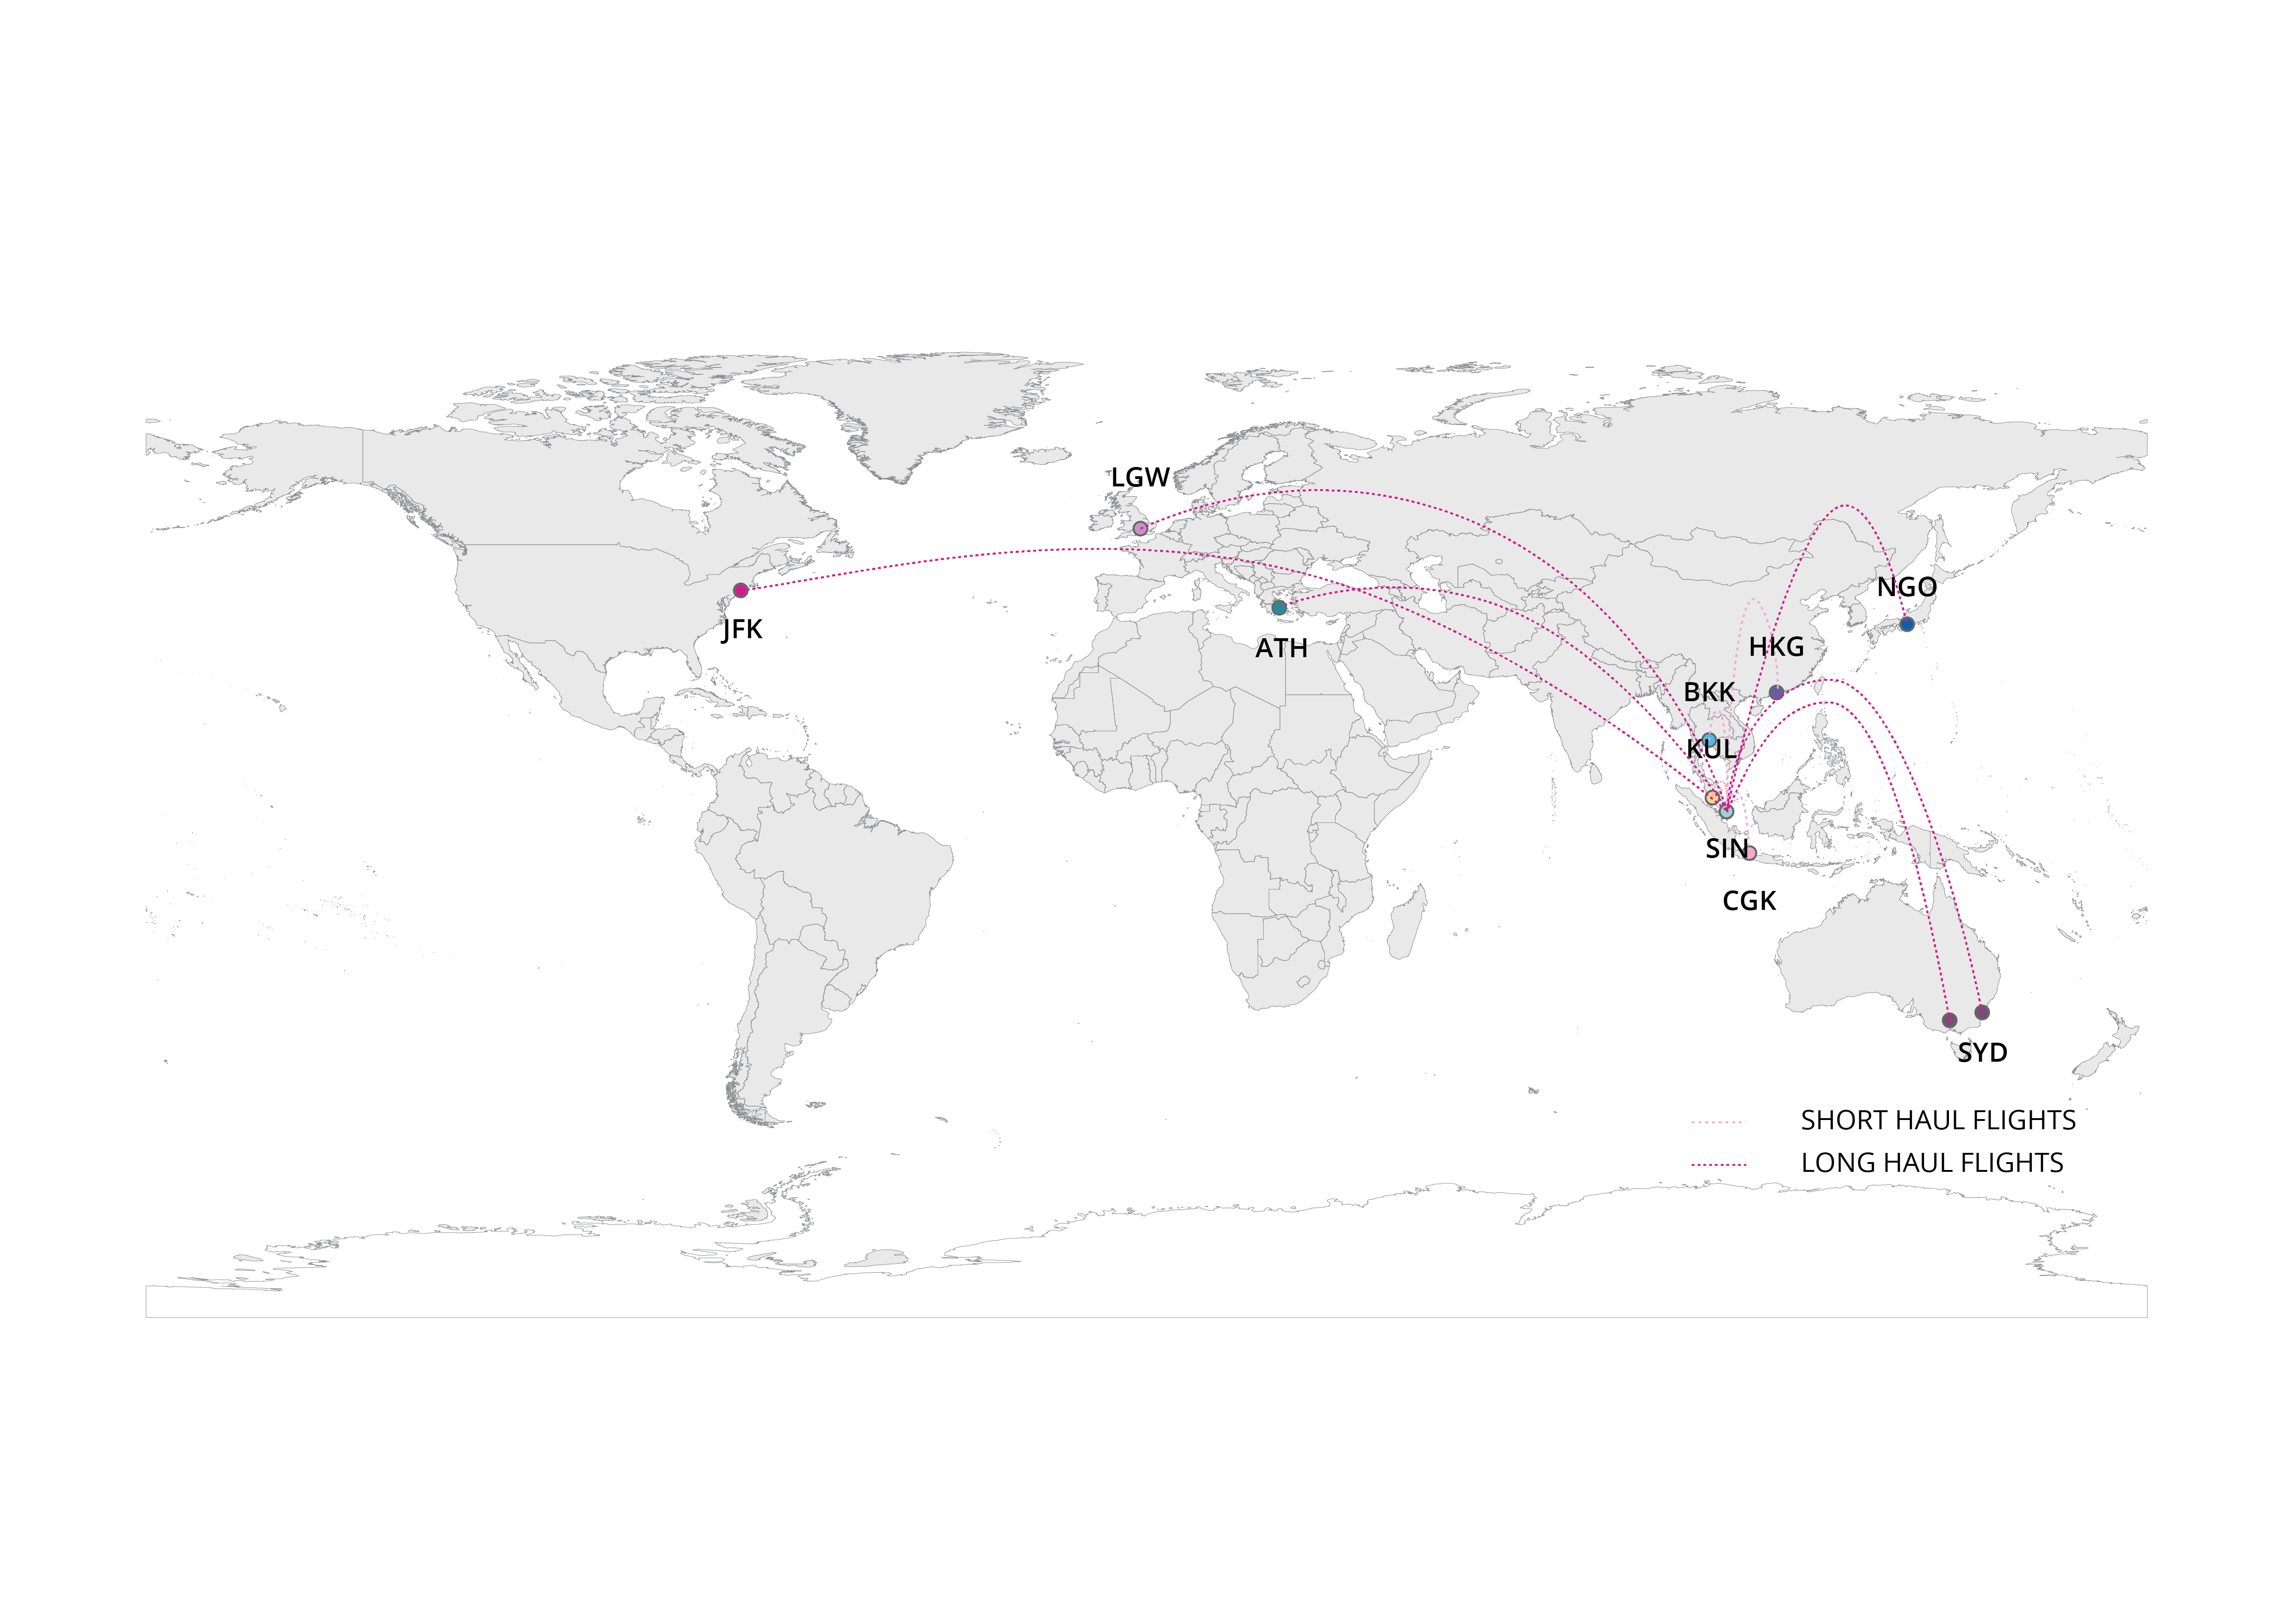 LGW
NGO
JFK
ATH
HKG
BKK
KUL
SIN
CGK
SYD
SHORT HAUL FLIGHTS
LONG HAUL FLIGHTS